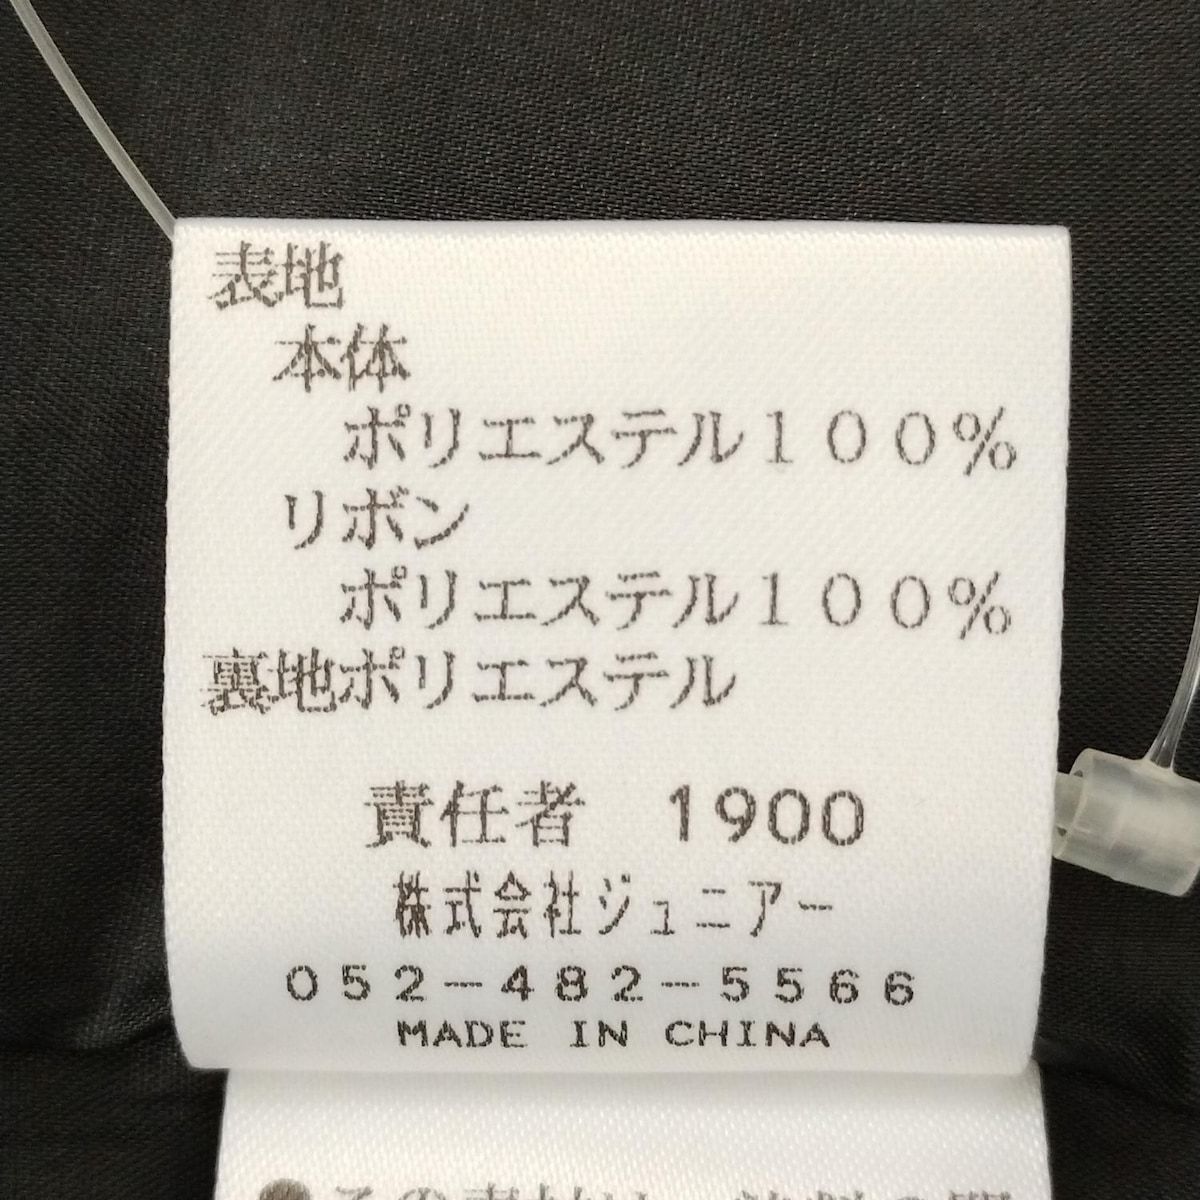 表地
本体
ポリエステル１００％
リボン
ポリエステル１００％
裏地ポリエステル
責任者 1900
株式会社ジュニアー
０５２－４８２－５５６６
MADE IN CHINA